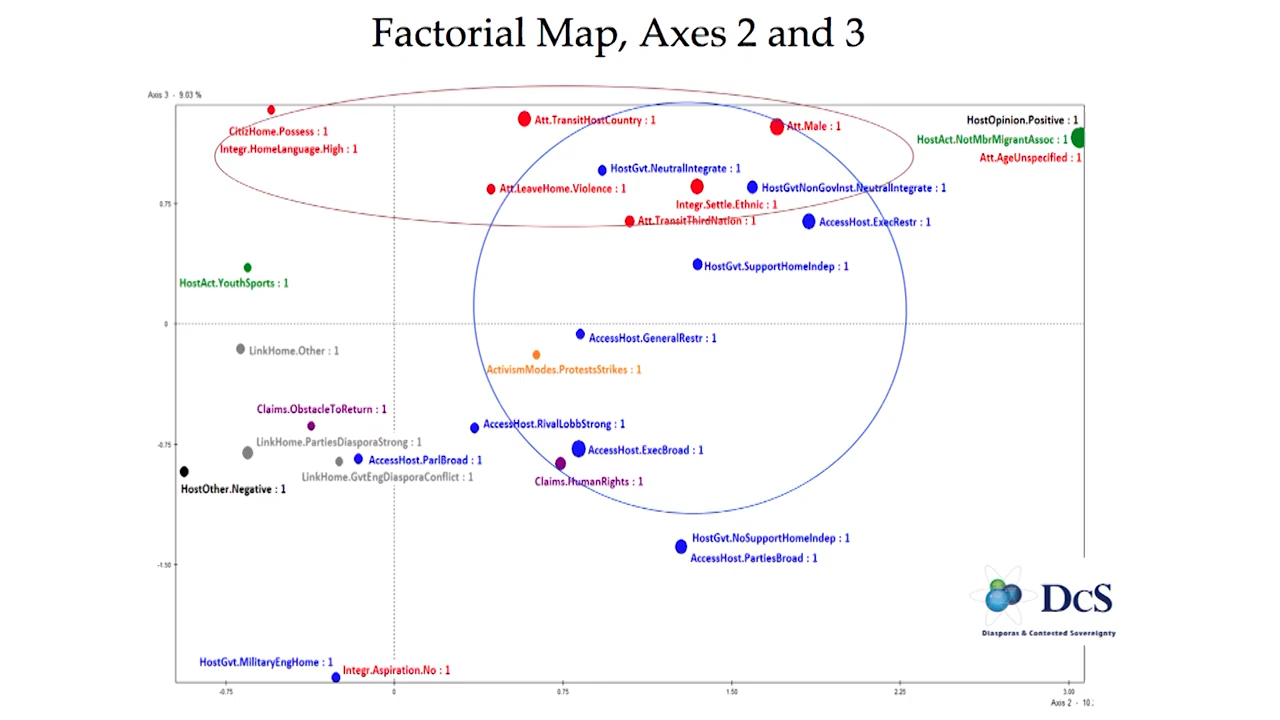 Factorial Map, Axes 2 and 3
Axis 3 - 9.03 %
CitizHome.Possess : 1
Integr.HomeLanguage.High : 1
Att.TransitHostCountry : 1
Att.Male : 1
HostOpinion.Positive : 1
HostAct.NotMbrMigrantAssoc : 1
Att.AgeUnspecified : 1
HostGvt.NeutralIntegrate : 1
Att.LeaveHome.Violence : 1
HostGvtNonGovInst.NeutralIntegrate : 1
Integr.Settle.Ethnic : 1
0.75
Att.TransitThirdNation : 1
AccessHost.ExecRestr : 1
HostGvt.SupportHomeIndep : 1
HostAct.YouthSports : 1
0
AccessHost.GeneralRestr : 1
LinkHome.Other : 1
ActivismModes.ProtestsStrikes : 1
Claims.ObstacleToReturn : 1
AccessHost.RivalLobbStrong : 1
-0.75
LinkHome.PartiesDiasporaStrong : 1
AccessHost.ExecBroad : 1
AccessHost.ParlBroad : 1
LinkHome.GvtEngDiasporaConflict : 1
Claims.HumanRights : 1
HostOther.Negative : 1
HostGvt.NoSupportHomeIndep : 1
AccessHost.PartiesBroad : 1
-1.50
DCS
Diasporas & Contested Sovereignty
HostGvt.MilitaryEngHome : 1
Integr.Aspiration.No : 1
-0.75
0
0.75
1.50
2.25
3.00
Axis 2 - 10.